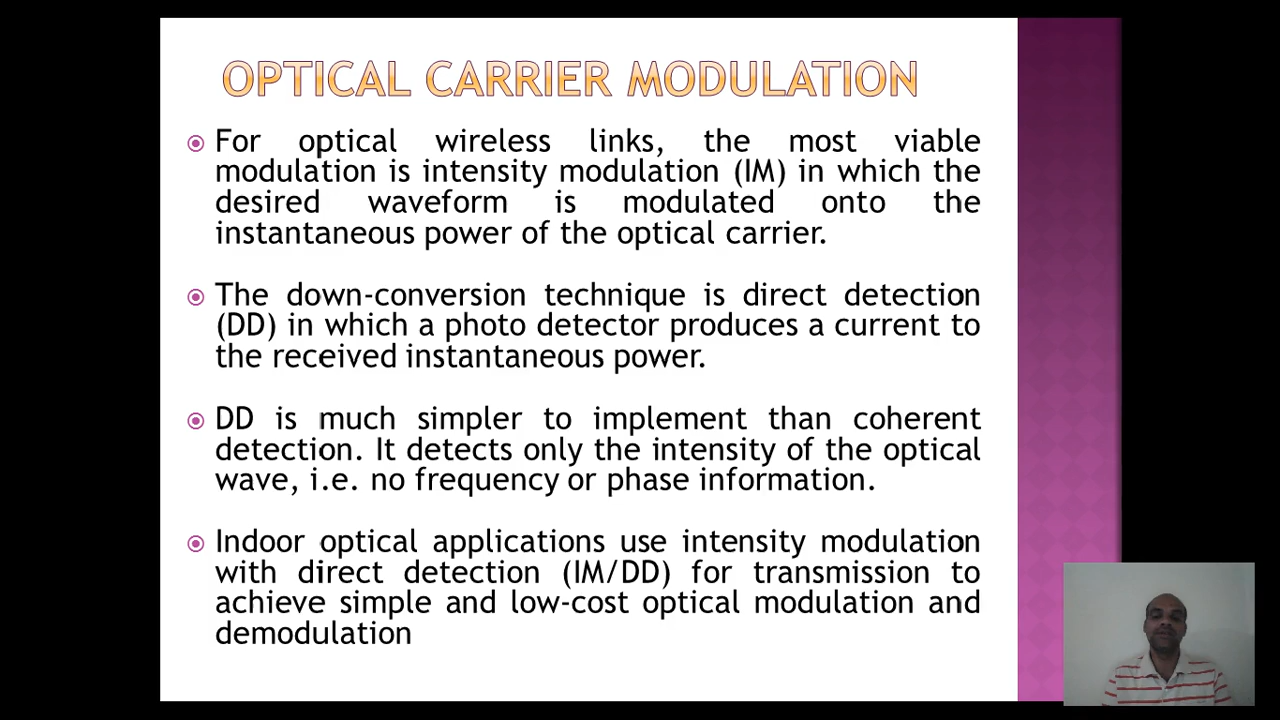 OPTICAL CARRIER MODULATION
For optical wireless links, the most viable
modulation is intensity modulation (IM) in which the
desired waveform is modulated onto the
instantaneous power of the optical carrier.
The down-conversion technique is direct detection
(DD) in which a photo detector produces a current to
the received instantaneous power.
DD is much simpler to implement than coherent
detection. It detects only the intensity of the optical
wave, i.e. no frequency or phase information.
Indoor optical applications use intensity modulation
with direct detection (IM/DD) for transmission to
achieve simple and low-cost optical modulation and
demodulation